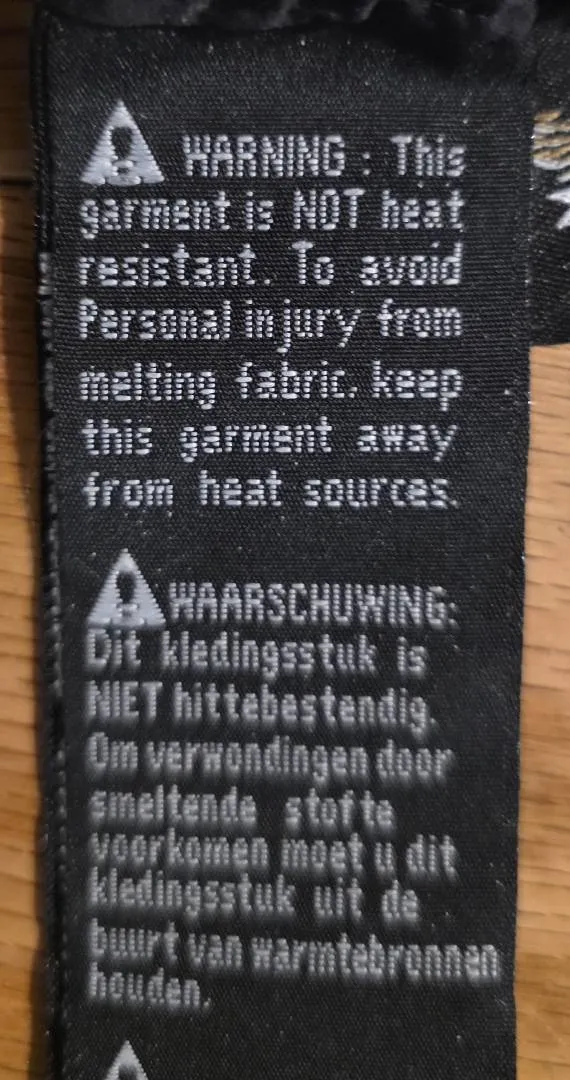 WARNING : This
garment is NOT heat
resistant. To avoid
Personal injury from
melting fabric. keep
this garment away
from heat sources.
WAARSCHUWING:
Dit kledingsstuk is
NIET hittebestendig.
Om verwondingen door
smeltende stofte
voorkomen moet u dit
kledingsstuk uit de
buurt van warmtebronnen
houden.